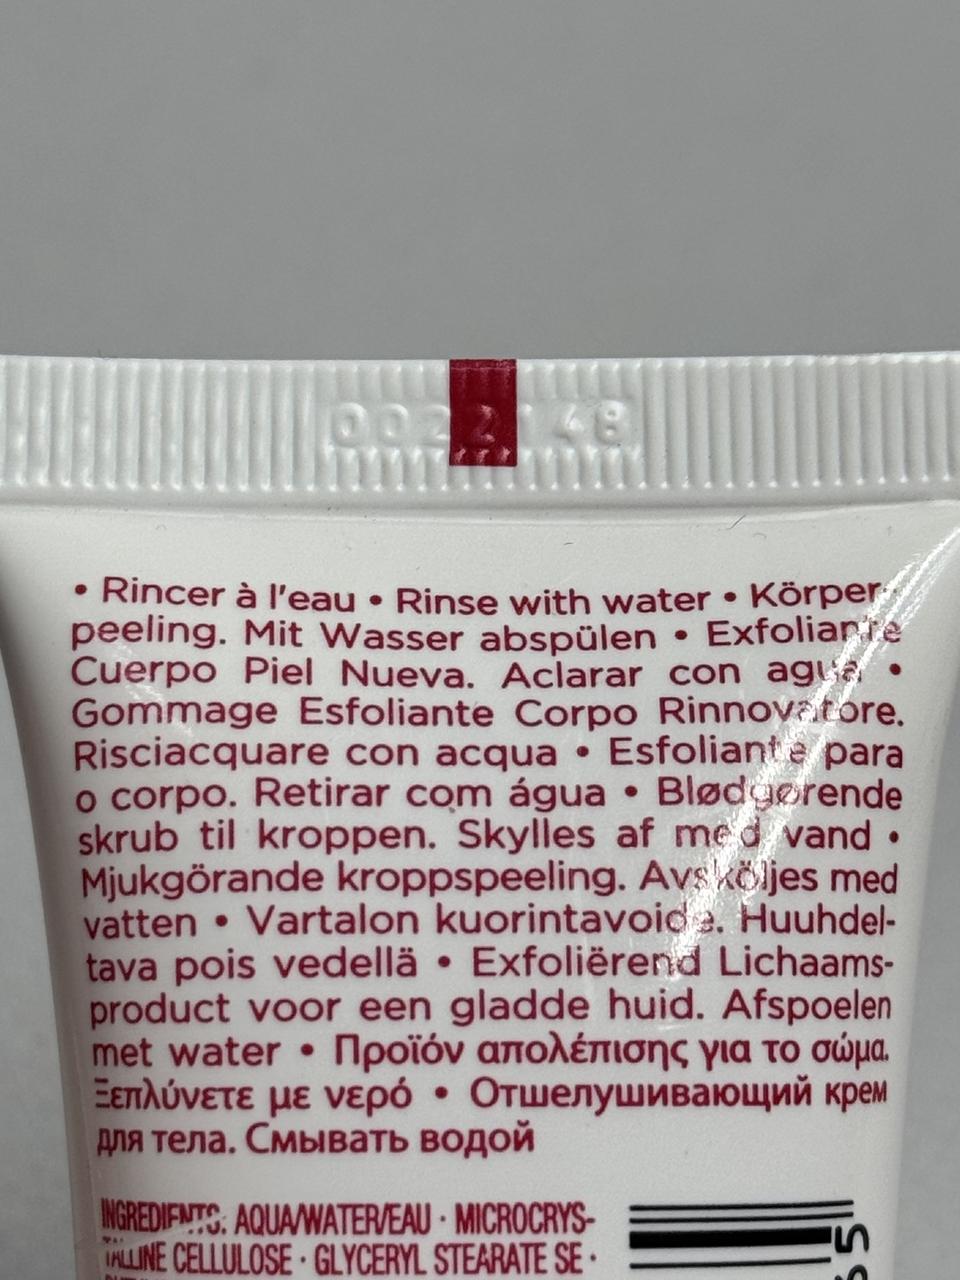 • Rincer à l'eau • Rinse with water • Körper-
peeling. Mit Wasser abspülen • Exfoliante
Cuerpo Piel Nueva. Aclarar con agua •
Gommage Esfoliante Corpo Rinnovatore.
Risciacquare con acqua • Esfoliante para
o corpo. Retirar com água • Blødgørende
skrub til kroppen. Skylles af med vand •
Mjukgörande kroppspeeling. Avsköljes med
vatten • Vartalon kuorintavoide. Huuhdel-
tava pois vedellä • Exfoliërend Lichaams-
product voor een gladde huid. Afspoelen
met water • Προϊόν απολέπισης για το σώμα.
Ξεπλύνετε με νερό • Отшелушивающий крем
для тела. Смывать водой
INGREDIENTS: AQUA/WATER/EAU · MICROCRYS-
TALLINE CELLULOSE · GLYCERYL STEARATE SE ·